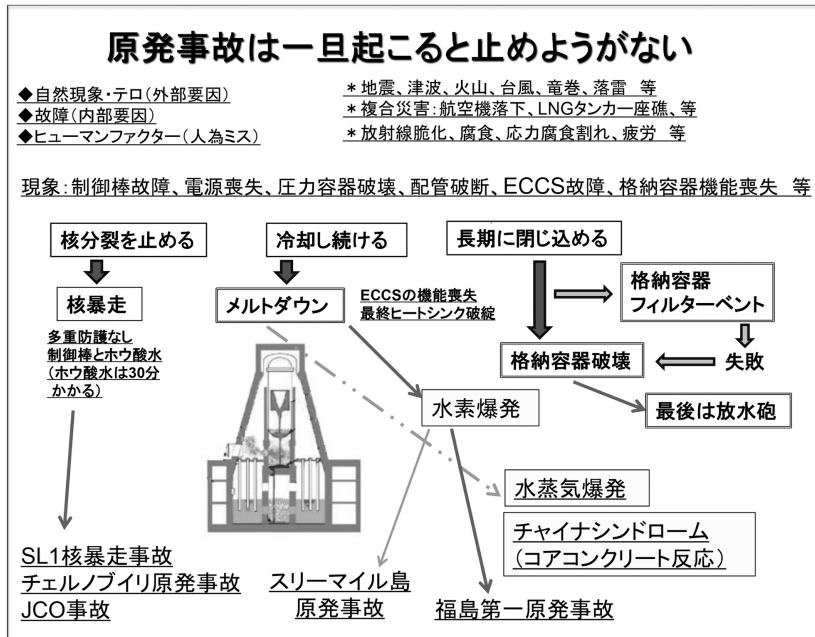 原発事故は一旦起こると止めようがない
◆自然現象・テロ(外部要因)
◆故障(内部要因)
◆ヒューマンファクター(人為ミス)
＊地震、津波、火山、台風、竜巻、落雷 等
＊複合災害：航空機落下、LNGタンカー座礁、等
＊放射線脆化、腐食、応力腐食割れ、疲労 等
現象：制御棒故障、電源喪失、圧力容器破壊、配管破断、ECCS故障、格納容器機能喪失 等
核分裂を止める
冷却し続ける
長期に閉じ込める
核暴走
メルトダウン
ECCSの機能喪失
最終ヒートシンク破綻
格納容器
フィルターベント
多重防護なし
制御棒とホウ酸水
(ホウ酸水は30分
かかる)
格納容器破壊
失敗
水素爆発
最後は放水砲
水蒸気爆発
チャイナシンドローム
(コアコンクリート反応)
SL1核暴走事故
チェルノブイリ原発事故
JCO事故
スリーマイル島
原発事故
福島第一原発事故